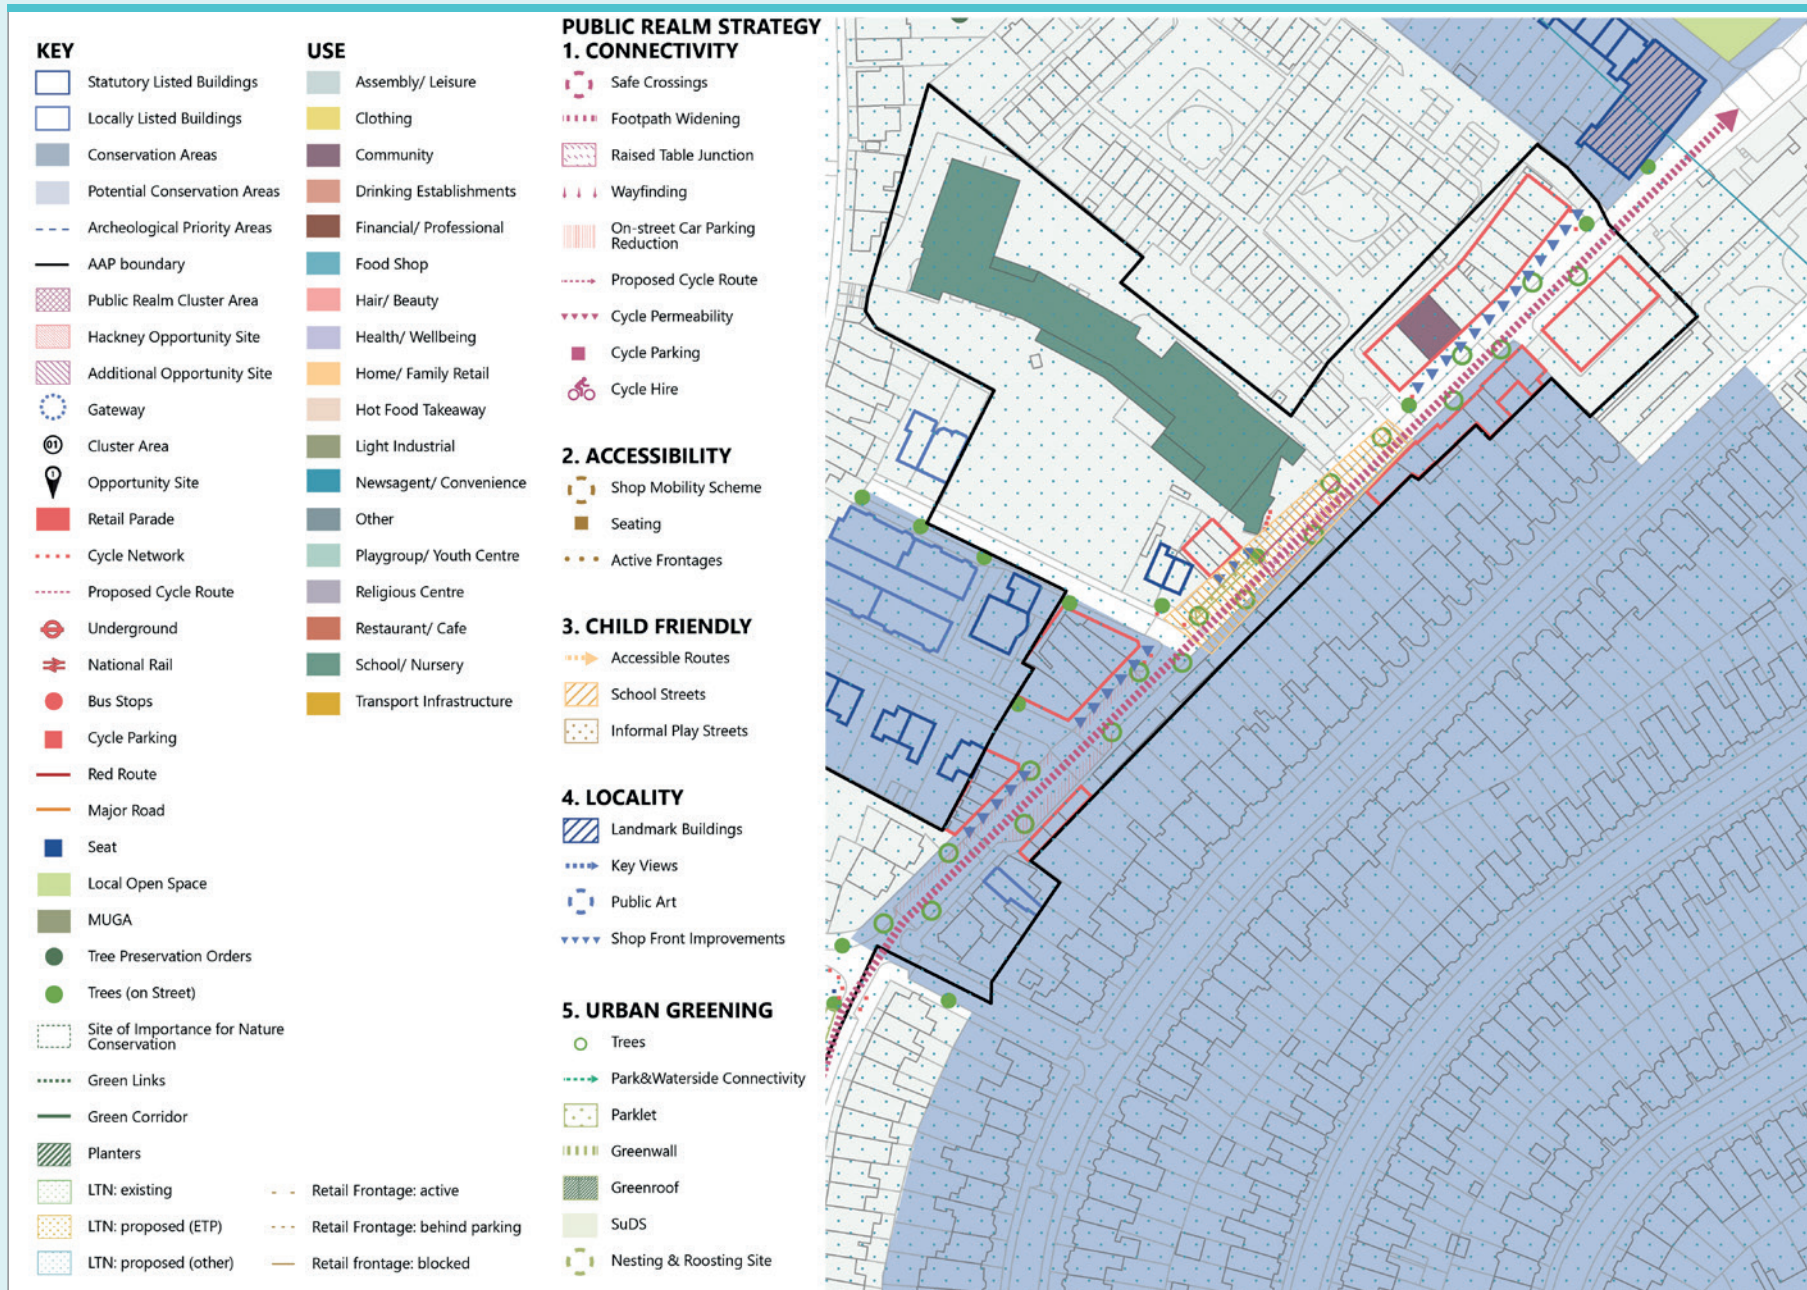 KEY
Statutory Listed Buildings
Locally Listed Buildings
Conservation Areas
Potential Conservation Areas
Archeological Priority Areas
AAP boundary
Public Realm Cluster Area
Hackney Opportunity Site
Additional Opportunity Site
Gateway
01 Cluster Area
1 Opportunity Site
Retail Parade
Cycle Network
Proposed Cycle Route
Underground
National Rail
Bus Stops
Cycle Parking
Red Route
Major Road
Seat
Local Open Space
MUGA
Tree Preservation Orders
Trees (on Street)
Site of Importance for Nature
Conservation
Green Links
Green Corridor
Planters
LTN: existing
LTN: proposed (ETP)
LTN: proposed (other)
Retail Frontage: active
Retail Frontage: behind parking
Retail frontage: blocked
USE
Assembly/ Leisure
Clothing
Community
Drinking Establishments
Financial/ Professional
Food Shop
Hair/ Beauty
Health/ Wellbeing
Home/ Family Retail
Hot Food Takeaway
Light Industrial
Newsagent/ Convenience
Other
Playgroup/ Youth Centre
Religious Centre
Restaurant/ Cafe
School/ Nursery
Transport Infrastructure
PUBLIC REALM STRATEGY
1. CONNECTIVITY
Safe Crossings
Footpath Widening
Raised Table Junction
Wayfinding
On-street Car Parking
Reduction
Proposed Cycle Route
Cycle Permeability
Cycle Parking
Cycle Hire
2. ACCESSIBILITY
Shop Mobility Scheme
Seating
Active Frontages
3. CHILD FRIENDLY
Accessible Routes
School Streets
Informal Play Streets
4. LOCALITY
Landmark Buildings
Key Views
Public Art
Shop Front Improvements
5. URBAN GREENING
Trees
Park&Waterside Connectivity
Parklet
Greenwall
Greenroof
SuDS
Nesting & Roosting Site